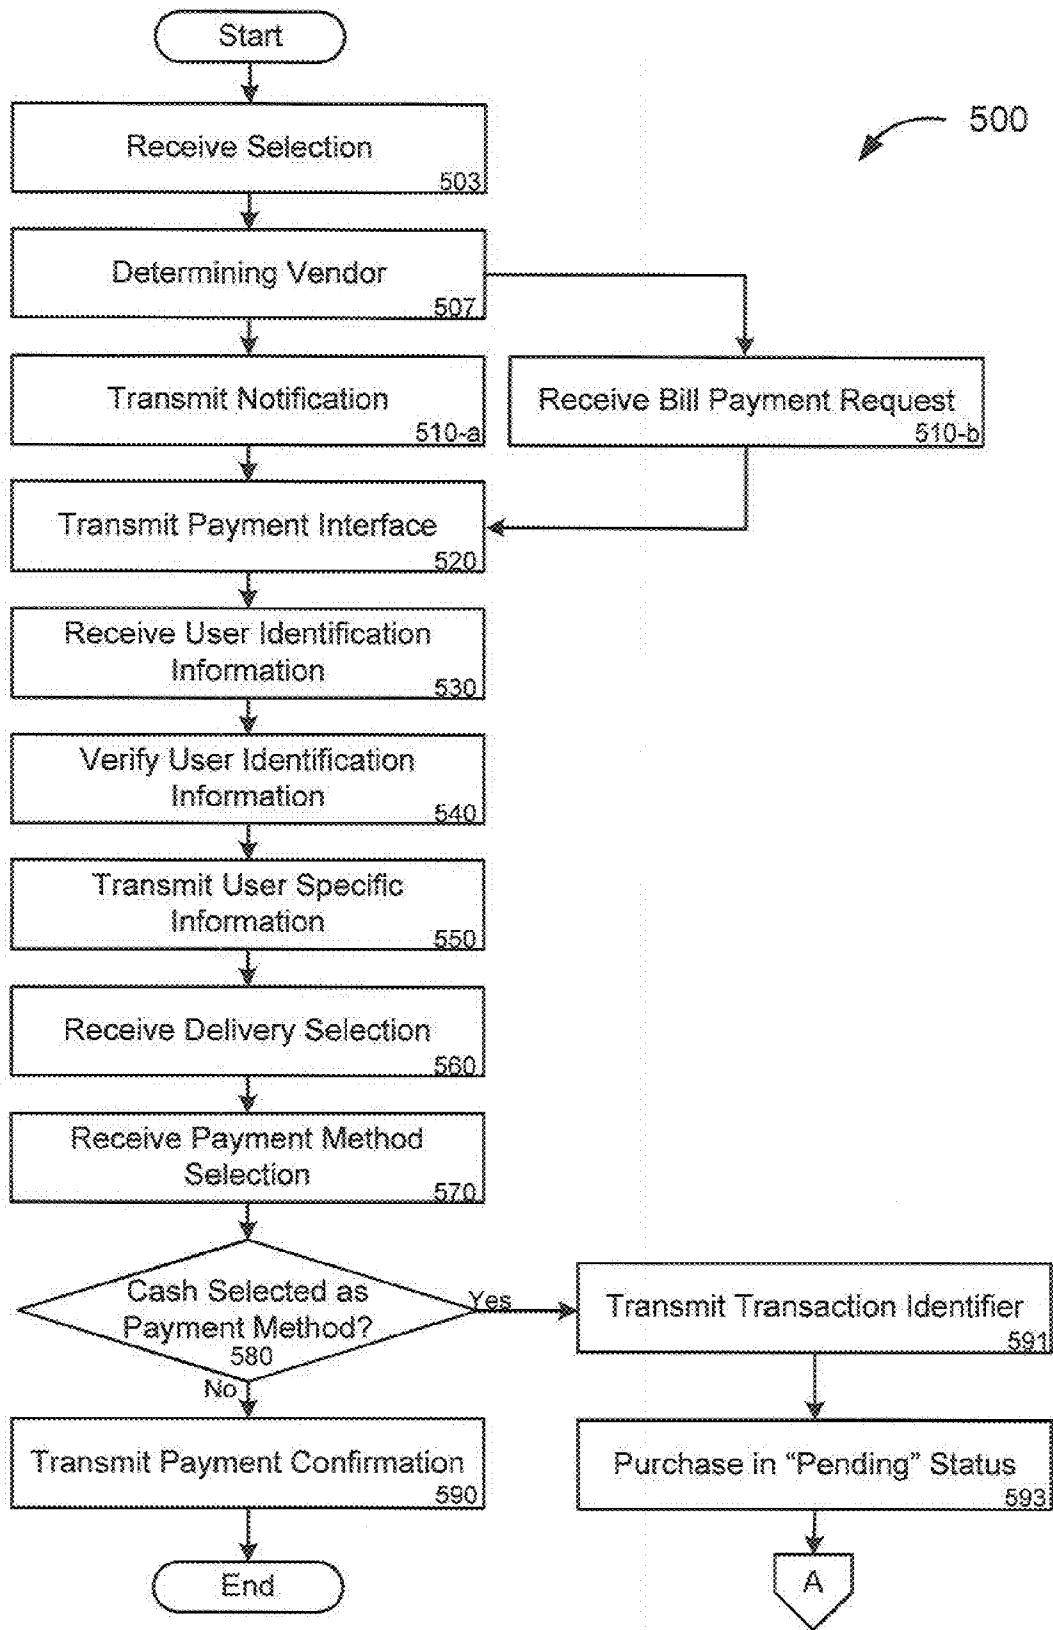 Start
500
Receive Selection
503
Determining Vendor
507
Transmit Notification
510-a
Receive Bill Payment Request
510-b
Transmit Payment Interface
520
Receive User Identification
Information
530
Verify User Identification
Information
540
Transmit User Specific
Information
550
Receive Delivery Selection
560
Receive Payment Method
Selection
570
Cash Selected as
Payment Method?
580
Yes
No
Transmit Transaction Identifier
591
Transmit Payment Confirmation
590
Purchase in “Pending” Status
593
End
A